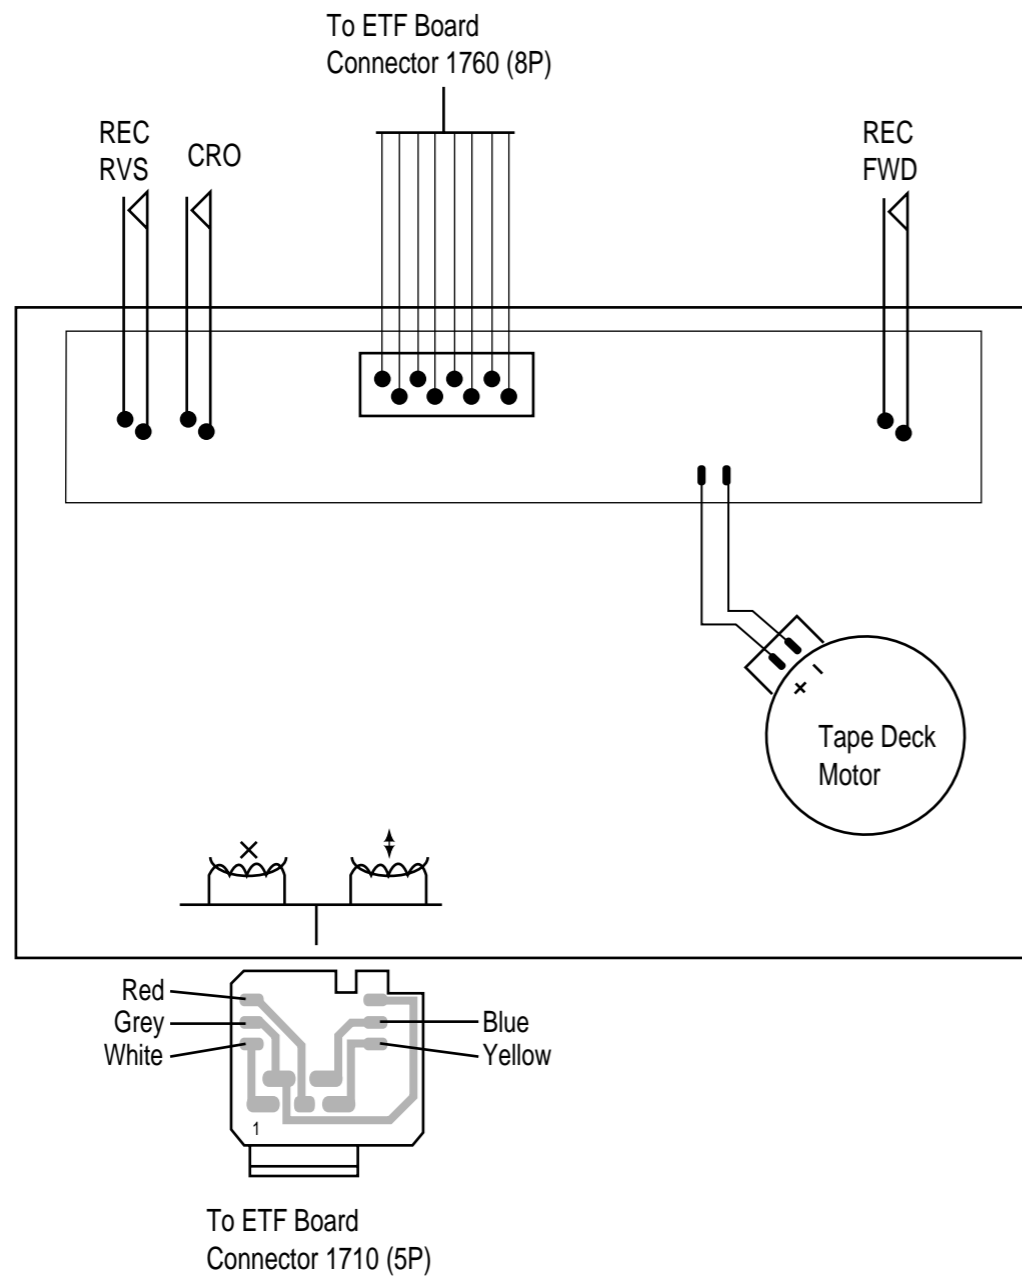 To ETF Board
Connector 1760 (8P)
REC
RVS
CRO
REC
FWD
+ −
Tape Deck
Motor
Red
Grey
White
Blue
Yellow
1
To ETF Board
Connector 1710 (5P)